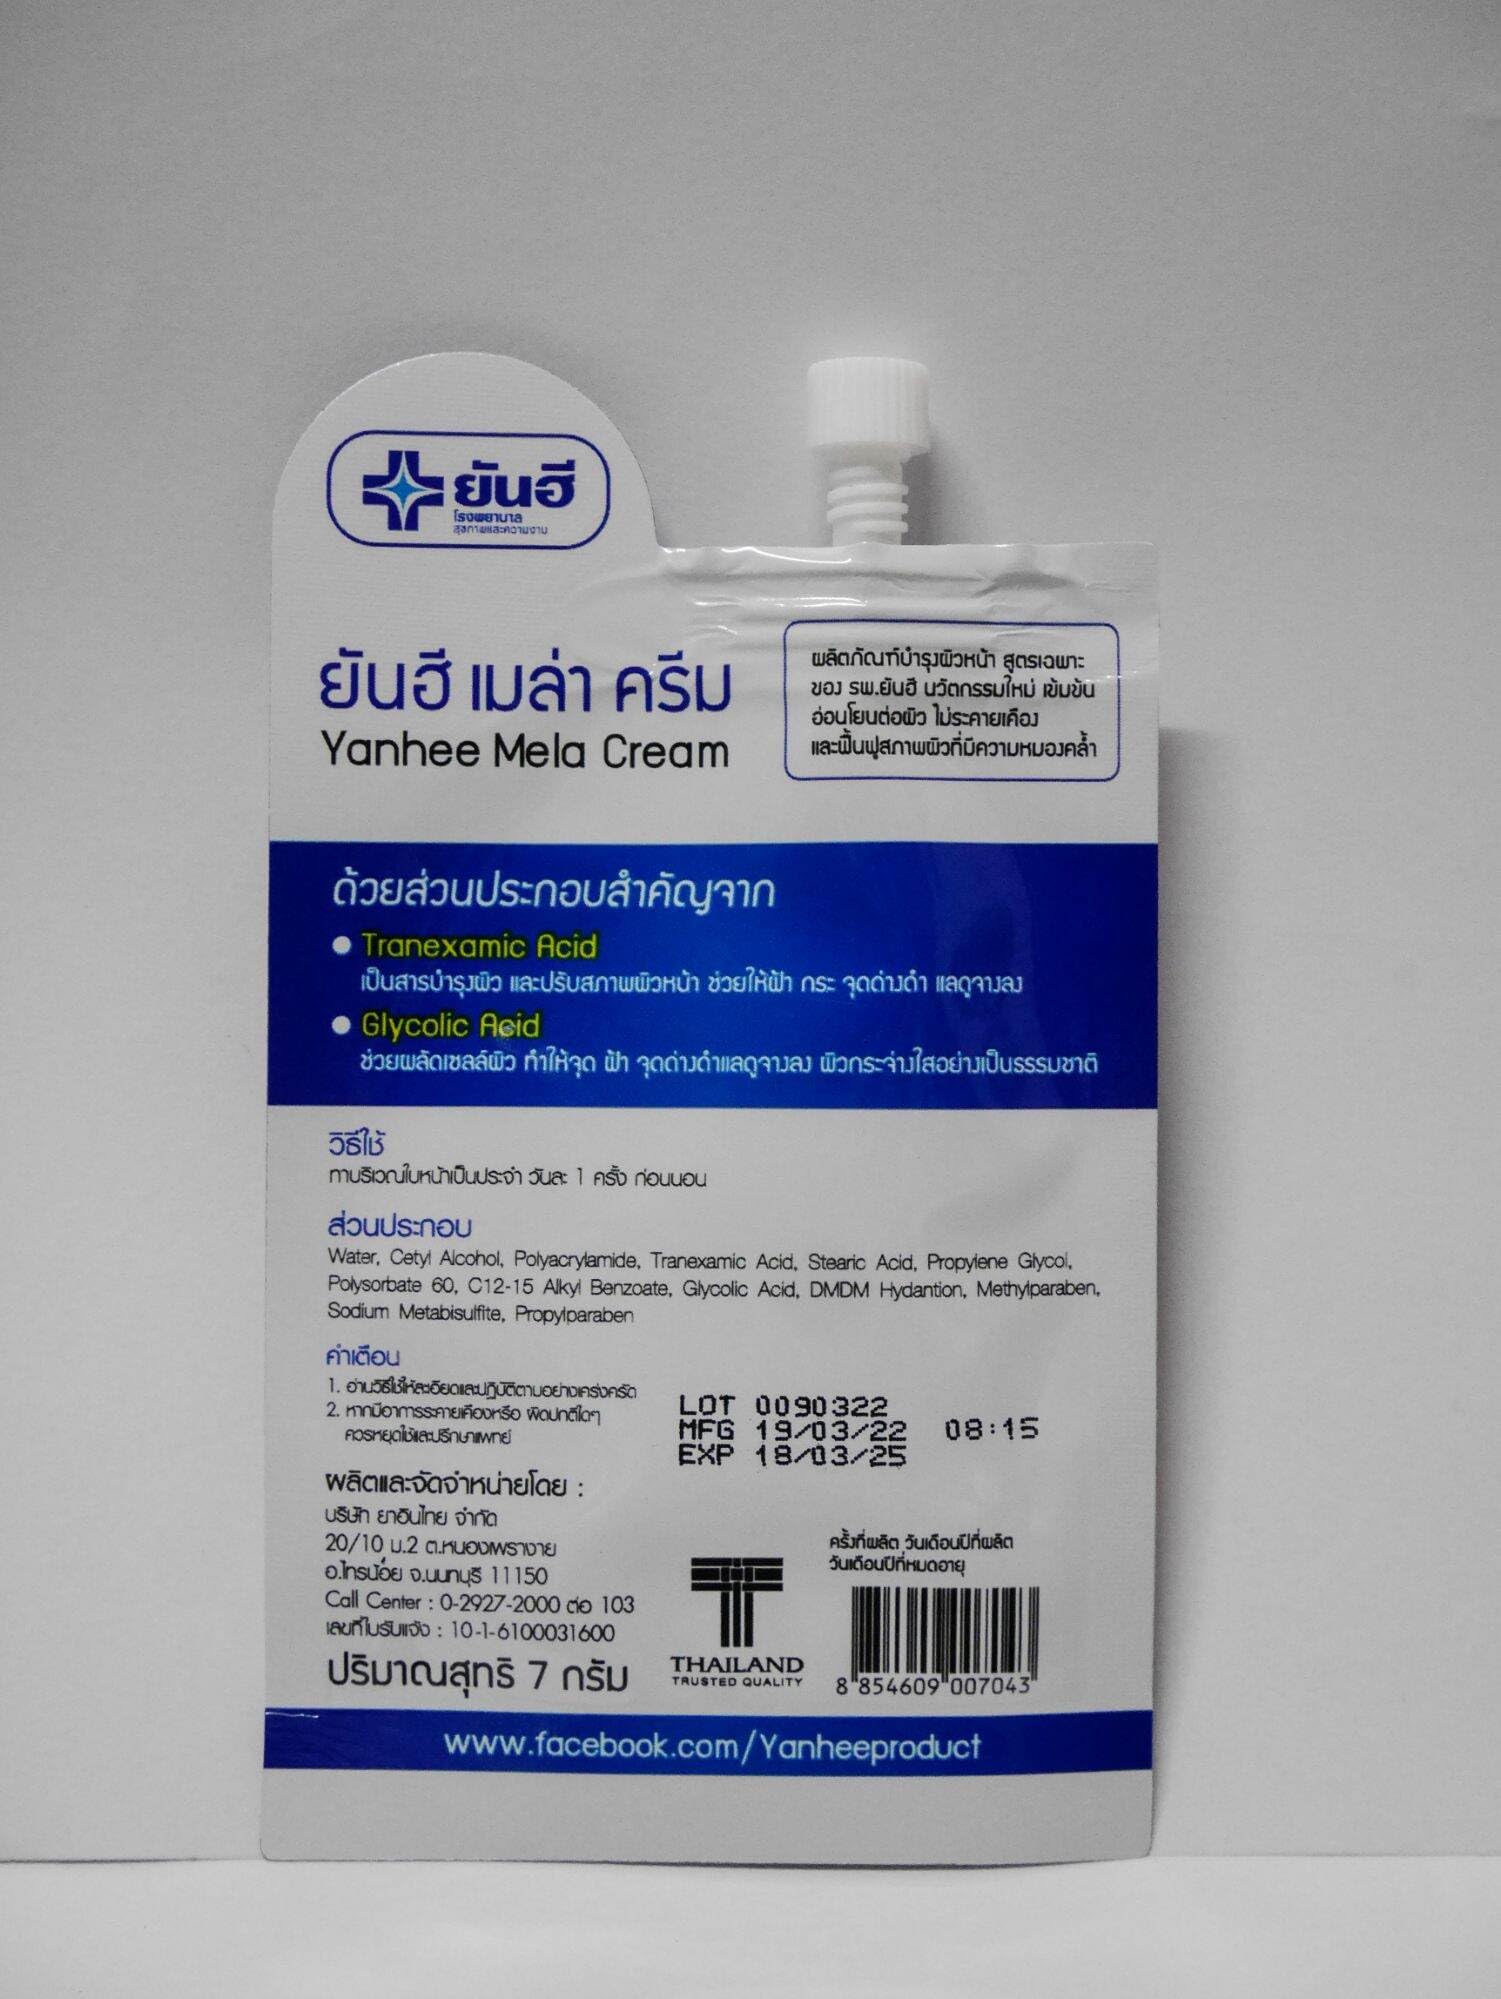 ยันฮี
โรงพยาบาล
สุขภาพและความงาม
ยันฮี เมล่า ครีม
Yanhee Mela Cream
ผลิตภัณฑ์บำรุงผิวหน้า สูตรเฉพาะ
ของ รพ.ยันฮี นวัตกรรมใหม่ เข้มข้น
อ่อนโยนต่อผิว ไม่ระคายเคือง
และฟื้นฟูสภาพผิวที่มีความหมองคล้ำ
ด้วยส่วนประกอบสำคัญจาก
● Tranexamic Acid
เป็นสารบำรุงผิว และปรับสภาพผิวหน้า ช่วยให้ฝ้า กระ จุดด่างดำ แลดูจางลง
● Glycolic Acid
ช่วยผลัดเซลล์ผิว ทำให้จุด ฝ้า จุดด่างดำแลดูจางลง ผิวกระจ่างใสอย่างเป็นธรรมชาติ
วิธีใช้
ทาบริเวณใบหน้าเป็นประจำ วันละ 1 ครั้ง ก่อนนอน
ส่วนประกอบ
Water, Cetyl Alcohol, Polyacrylamide, Tranexamic Acid, Stearic Acid, Propylene Glycol,
Polysorbate 60, C12-15 Alkyl Benzoate, Glycolic Acid, DMDM Hydantion, Methylparaben,
Sodium Metabisulfite, Propylparaben
คำเตือน
1. อ่านวิธีใช้ให้ละเอียดและปฏิบัติตามอย่างเคร่งครัด
2. หากมีอาการระคายเคืองหรือ ผิดปกติใดๆ
ควรหยุดใช้และปรึกษาแพทย์
LOT 0090322
MFG 19/03/22 08:15
EXP 18/03/25
ผลิตและจัดจำหน่ายโดย :
บริษัท ยาอินไทย จำกัด
20/10 ม.2 ต.หนองเพรางาย
อ.ไทรน้อย จ.นนทบุรี 11150
Call Center : 0-2927-2000 ต่อ 103
เลขที่ใบรับแจ้ง : 10-1-6100031600
ปริมาณสุทธิ 7 กรัม
THAILAND
TRUSTED QUALITY
ครั้งที่ผลิต วันเดือนปีที่ผลิต
วันเดือนปีที่หมดอายุ
8 854609 007043
www.facebook.com/Yanheeproduct